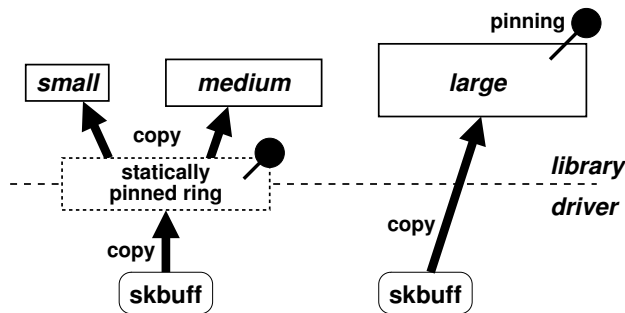 pinning
small
medium
large
copy
statically
pinned ring
library
driver
copy
copy
skbuff
skbuff